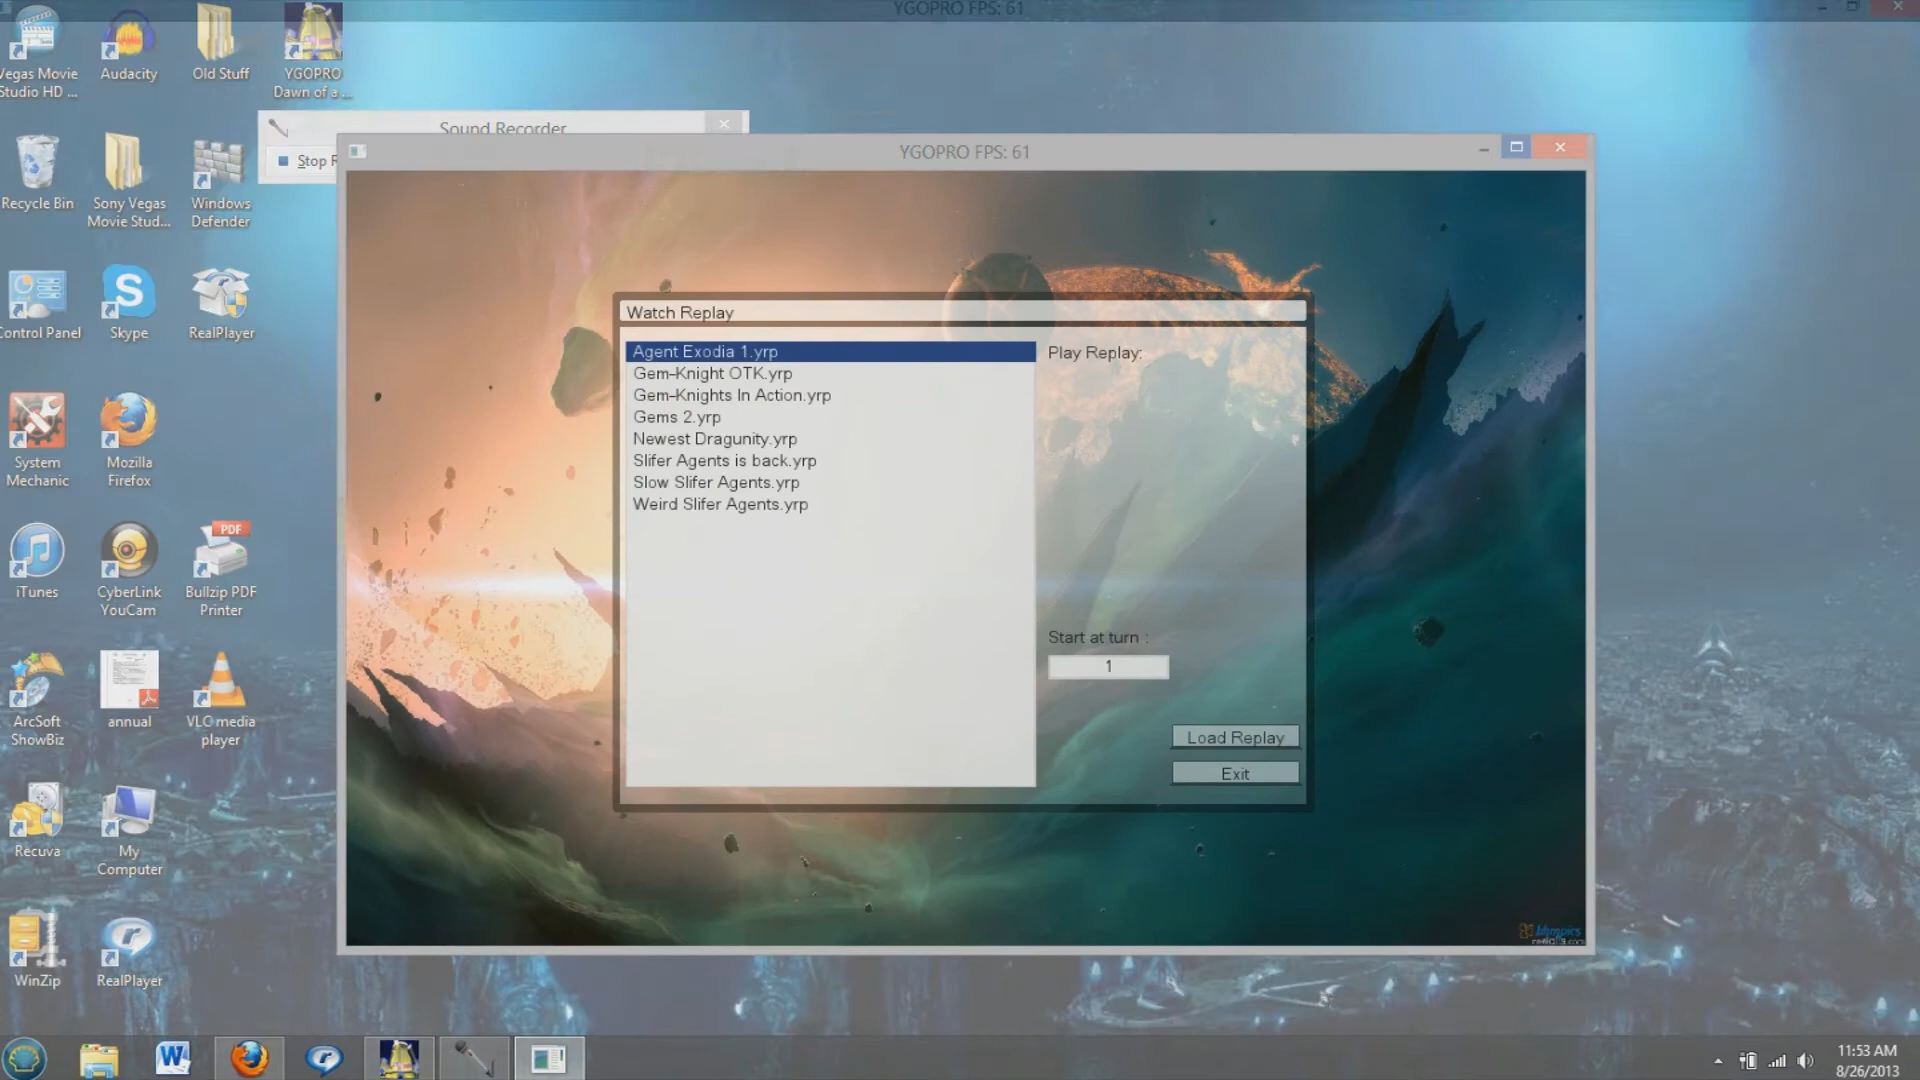 YGOPRO FPS: 61
Vegas Movie
Studio HD ...
Audacity
Old Stuff
YGOPRO
Dawn of a ...
Sound Recorder
Stop R
YGOPRO FPS: 61
Recycle Bin
Sony Vegas
Movie Stud...
Windows
Defender
Control Panel
Skype
RealPlayer
Watch Replay
Agent Exodia 1.yrp
Gem-Knight OTK.yrp
Gem-Knights In Action.yrp
Gems 2.yrp
Newest Dragunity.yrp
Slifer Agents is back.yrp
Slow Slifer Agents.yrp
Weird Slifer Agents.yrp
Play Replay:
Start at turn :
1
Load Replay
Exit
System
Mechanic
Mozilla
Firefox
iTunes
CyberLink
YouCam
PDF
Bullzip PDF
Printer
ArcSoft
ShowBiz
annual
VLC media
player
Recuva
My
Computer
WinZip
RealPlayer
11:53 AM
8/26/2013